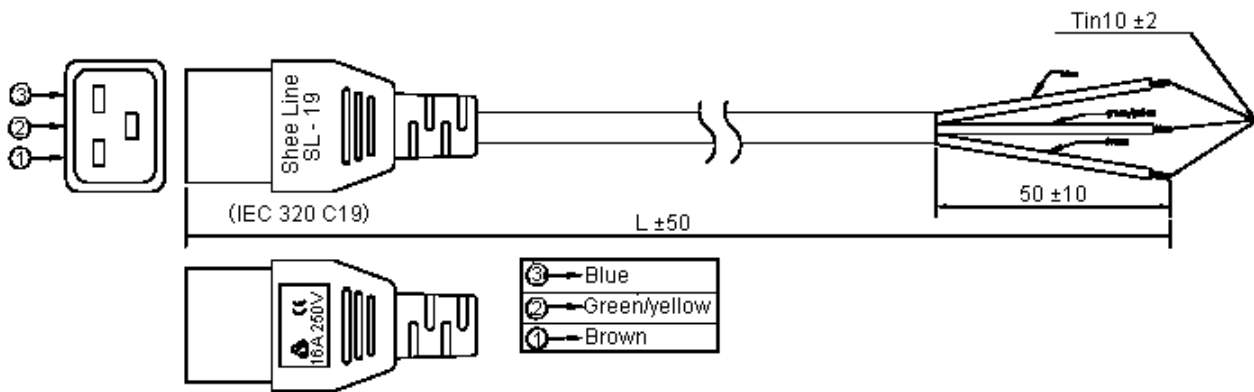 Tin10 ±2
③
②
①
Shee Line
SL - 19
50 ±10
(IEC 320 C19)
L ±50
CE
16A 250V
③ Blue
② Green/yellow
① Brown